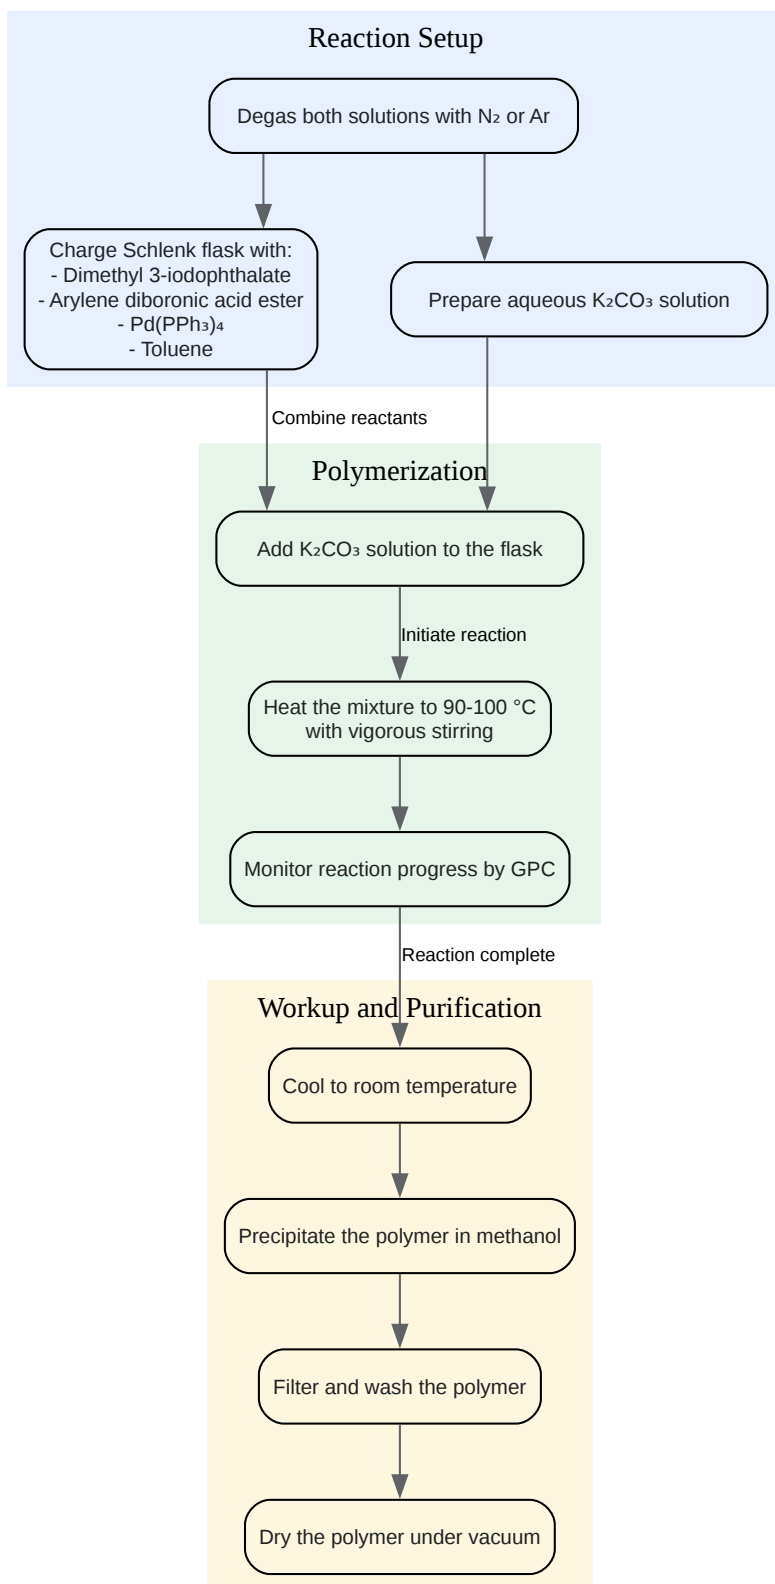 Reaction Setup
Degas both solutions with N₂ or Ar
Charge Schlenk flask with:
- Dimethyl 3-iodophthalate
- Arylene diboronic acid ester
- Pd(PPh₃)₄
- Toluene
Prepare aqueous K₂CO₃ solution
Combine reactants
Polymerization
Add K₂CO₃ solution to the flask
Initiate reaction
Heat the mixture to 90-100 °C
with vigorous stirring
Monitor reaction progress by GPC
Reaction complete
Workup and Purification
Cool to room temperature
Precipitate the polymer in methanol
Filter and wash the polymer
Dry the polymer under vacuum